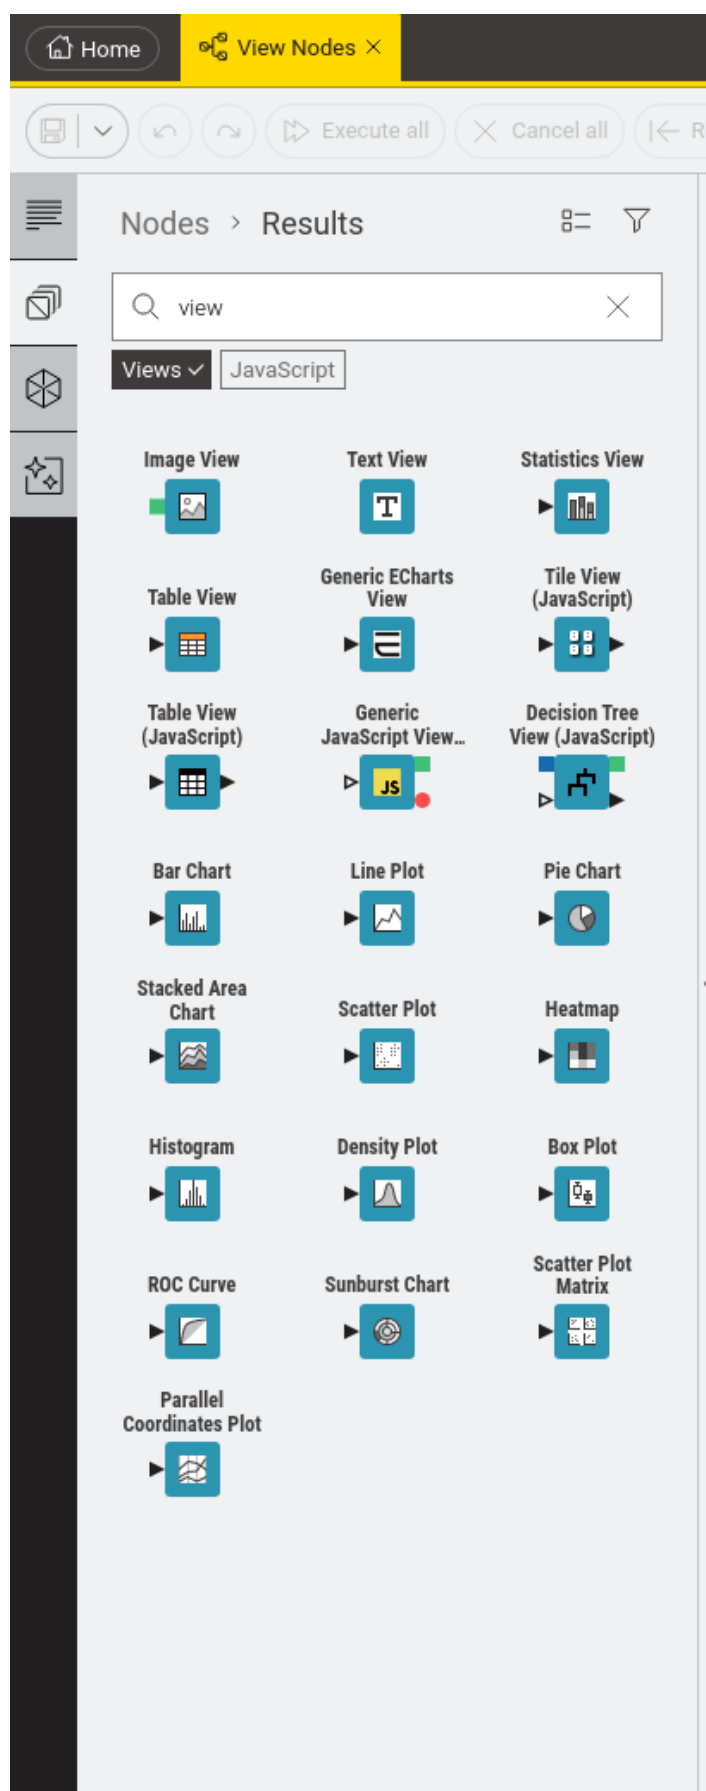 Home
View Nodes
Execute all
Cancel all
R
Nodes > Results
view
Views
JavaScript
Image View
Text View
Statistics View
T
Table View
Generic ECharts
View
Tile View
(JavaScript)
Table View
(JavaScript)
Generic
JavaScript View...
Decision Tree
View (JavaScript)
JS
Bar Chart
Line Plot
Pie Chart
Stacked Area
Chart
Scatter Plot
Heatmap
Histogram
Density Plot
Box Plot
ROC Curve
Sunburst Chart
Scatter Plot
Matrix
Parallel
Coordinates Plot